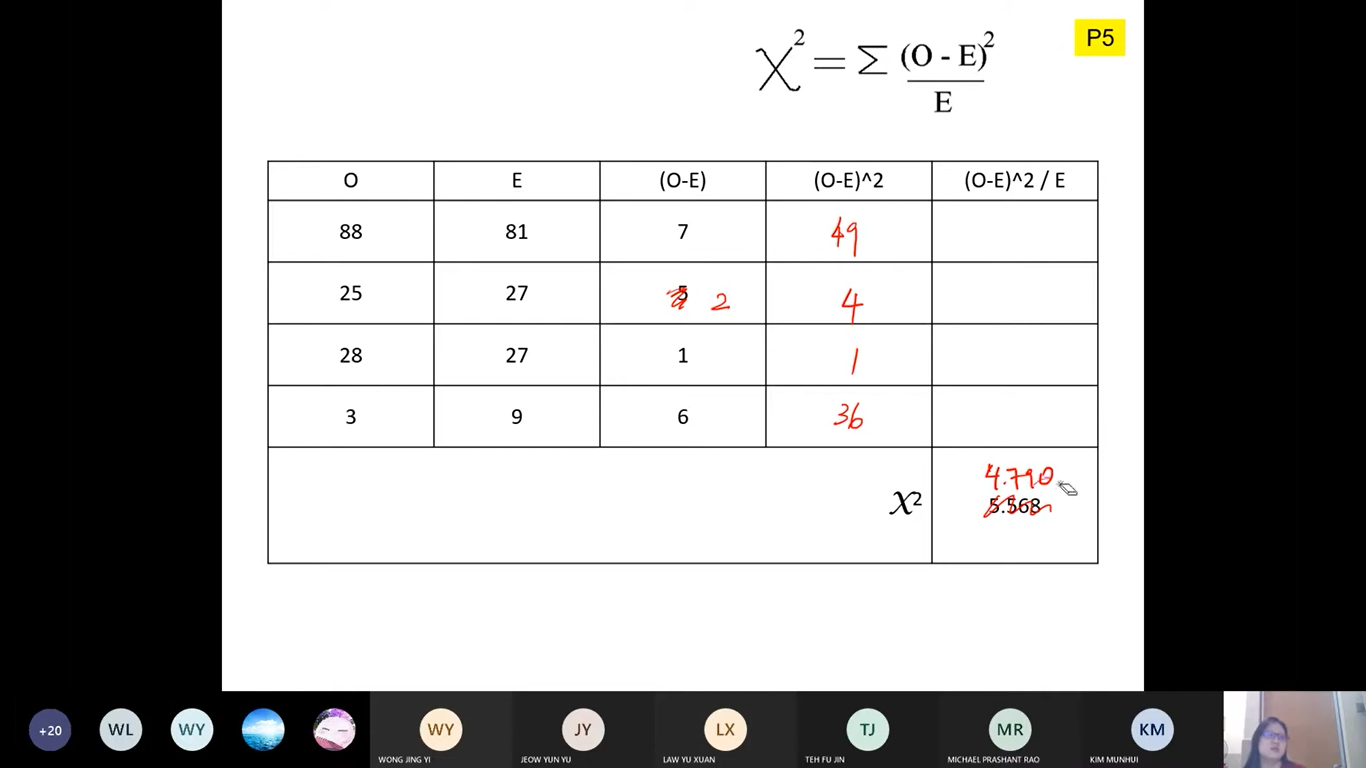 P5
χ² = Σ (O - E)²
E
O E (O-E) (O-E)^2 (O-E)^2 / E
88 81 7 49
25 27 5 2 4
28 27 1 1
3 9 6 36
4.790
χ² 5.568
+20 WL WY WY JY LX TJ MR KM
WONG JING YI JEOW YUN YU LAW YU XUAN TEH FU JIN MICHAEL PRASHANT RAO KIM MUNHUI